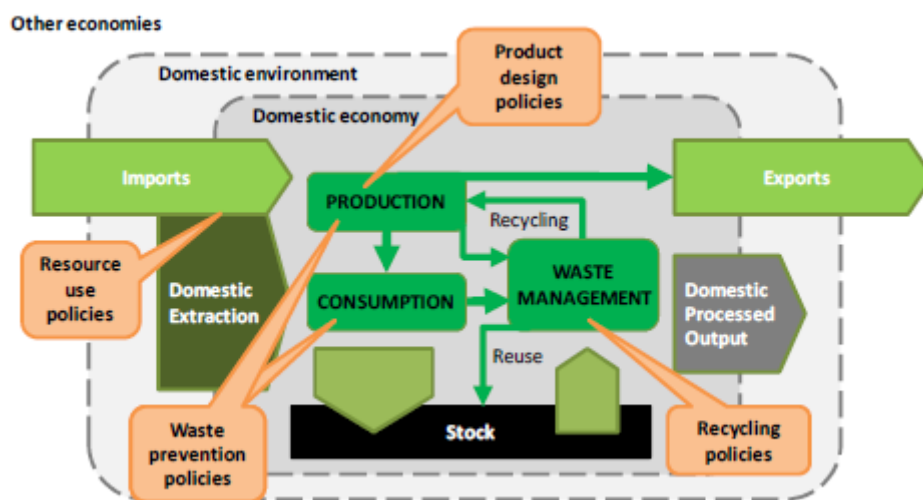 Other economies
Product
design
policies
Domestic environment
Domestic economy
Imports
Exports
PRODUCTION
Recycling
Resource
use
policies
Domestic
Extraction
CONSUMPTION
WASTE
MANAGEMENT
Domestic
Processed
Output
Reuse
Waste
prevention
policies
Stock
Recycling
policies